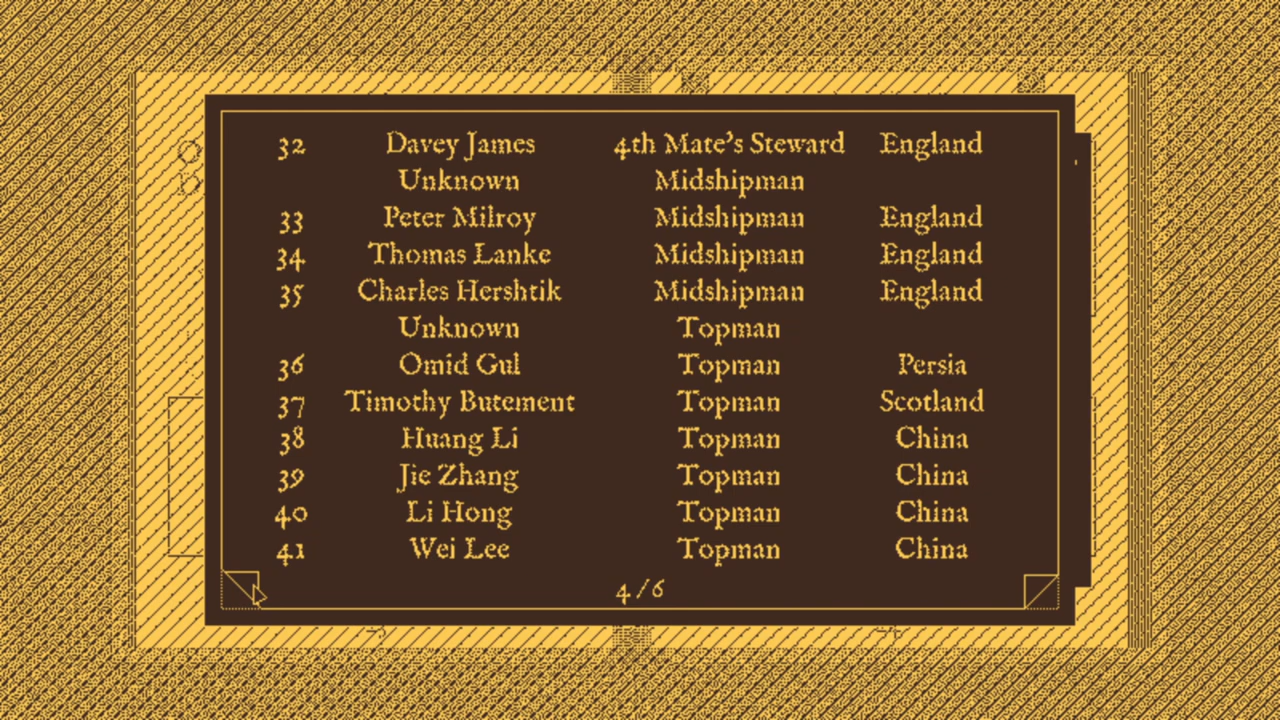 32 Davey James 4th Mate's Steward England
Unknown Midshipman
33 Peter Milroy Midshipman England
34 Thomas Lanke Midshipman England
35 Charles Hershtik Midshipman England
Unknown Topman
36 Omid Gul Topman Persia
37 Timothy Butement Topman Scotland
38 Huang Li Topman China
39 Jie Zhang Topman China
40 Li Hong Topman China
41 Wei Lee Topman China
4/6